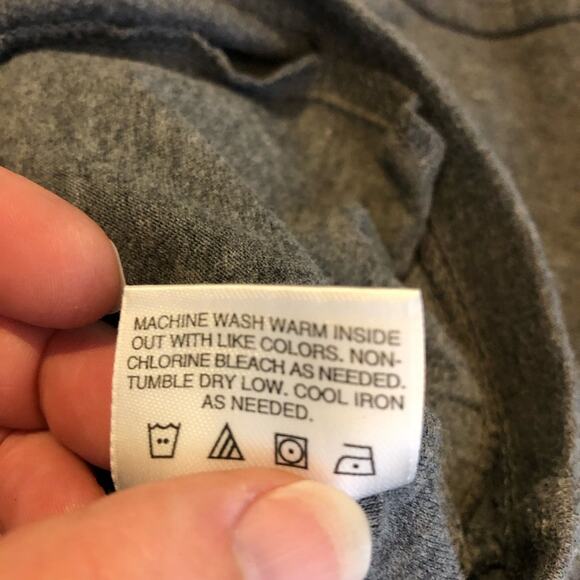 MACHINE WASH WARM INSIDE
OUT WITH LIKE COLORS. NON-
CHLORINE BLEACH AS NEEDED.
TUMBLE DRY LOW. COOL IRON
AS NEEDED.